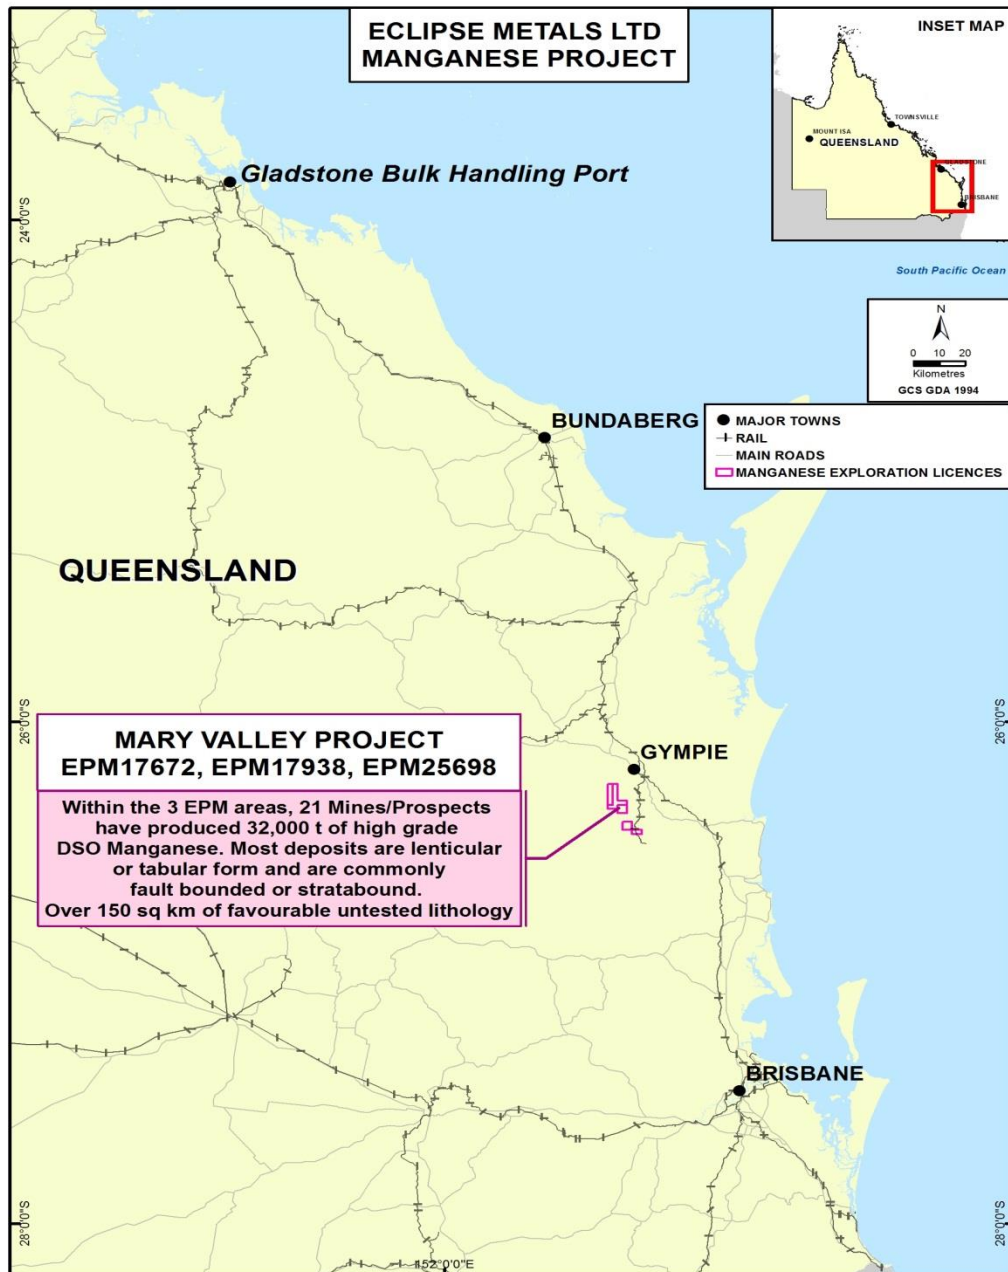 ECLIPSE METALS LTD
MANGANESE PROJECT
INSET MAP
TOWNSVILLE
MOUNT ISA
QUEENSLAND
GLADSTONE
BRISBANE
Gladstone Bulk Handling Port
24°0'0"S
South Pacific Ocean
N
0 10 20
Kilometres
GCS GDA 1994
MAJOR TOWNS
RAIL
MAIN ROADS
MANGANESE EXPLORATION LICENCES
BUNDABERG
QUEENSLAND
26°0'0"S
26°0'0"S
MARY VALLEY PROJECT
EPM17672, EPM17938, EPM25698
GYMPIE
Within the 3 EPM areas, 21 Mines/Prospects
have produced 32,000 t of high grade
DSO Manganese. Most deposits are lenticular
or tabular form and are commonly
fault bounded or stratabound.
Over 150 sq km of favourable untested lithology
BRISBANE
28°0'0"S
28°0'0"S
152°0'0"E